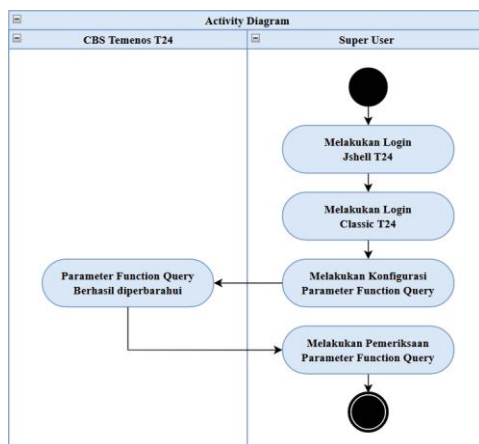 Activity Diagram
CBS Temenos T24
Super User
Melakukan Login
Jshell T24
Melakukan Login
Classic T24
Parameter Function Query
Berhasil diperbarahui
Melakukan Konfigurasi
Parameter Function Query
Melakukan Pemeriksaan
Parameter Function Query